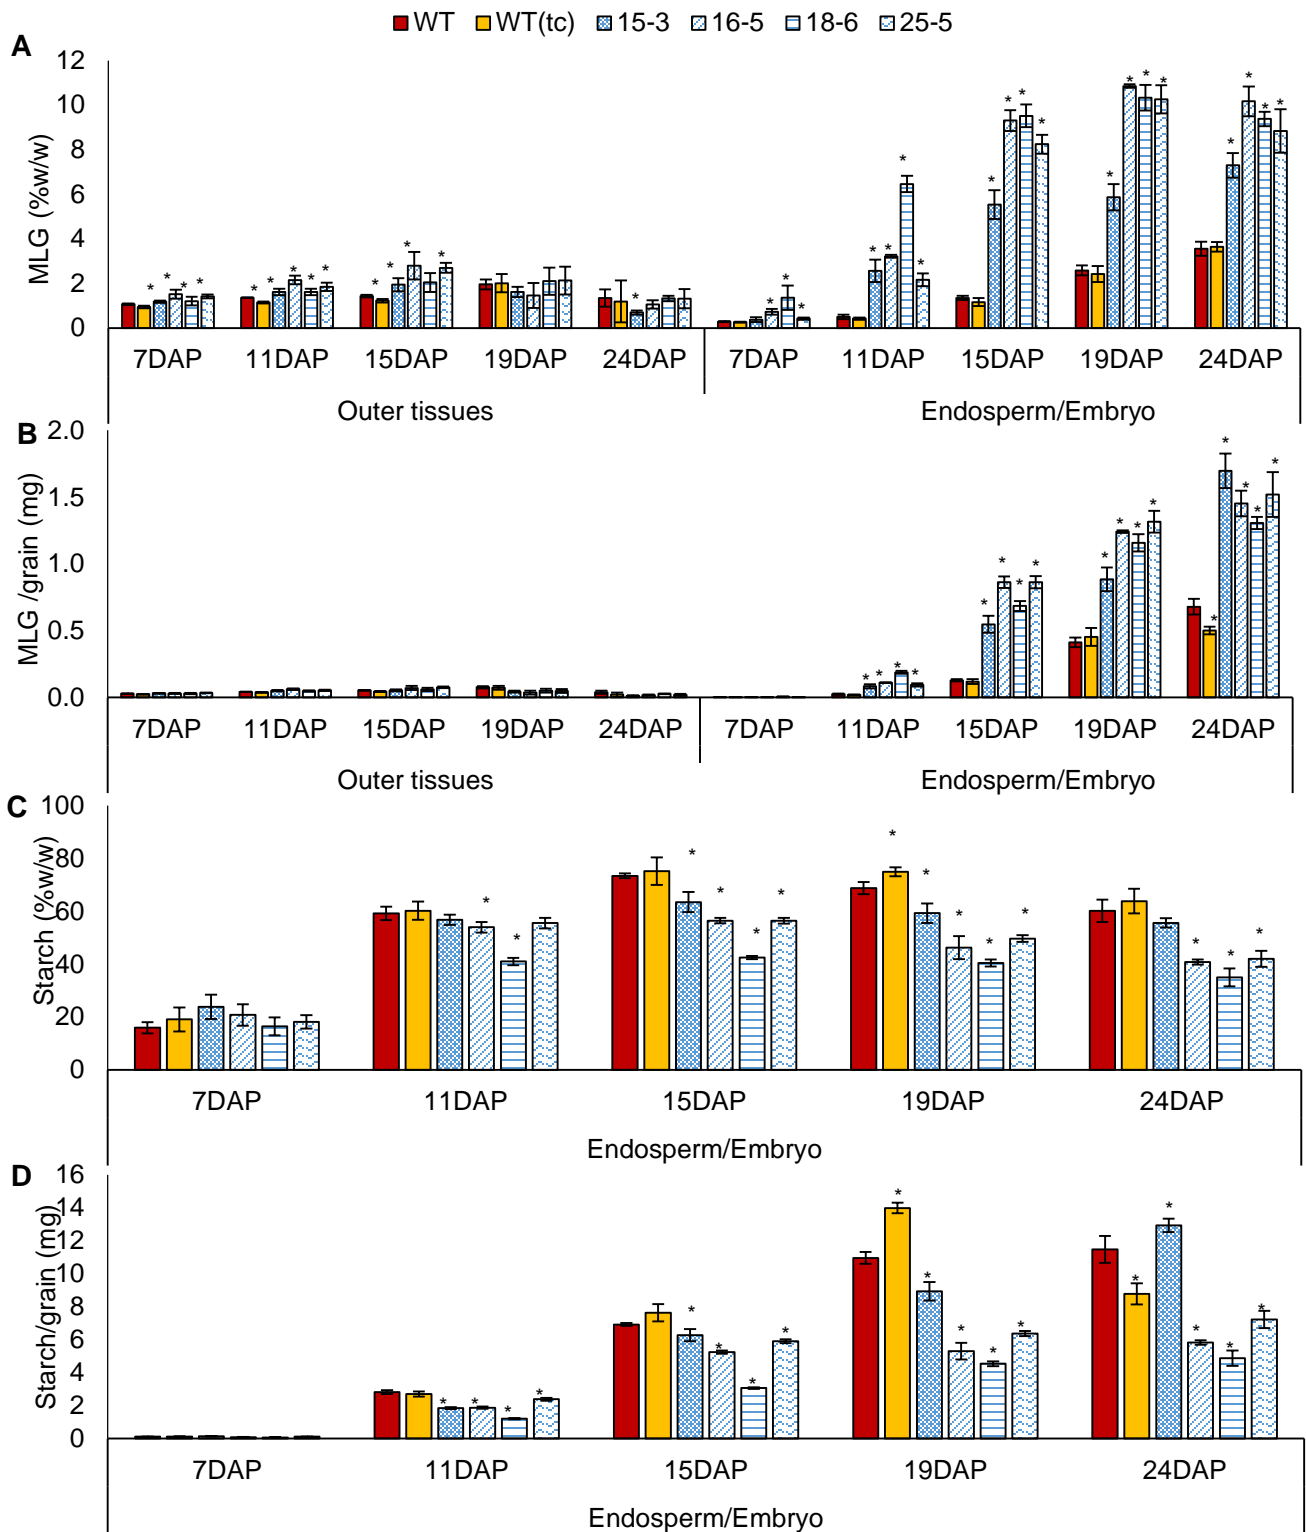 WT WT(tc) 15-3 16-5 18-6 25-5
A
MLG (%w/w)
12
10
8
6
4
2
0
* * * * * * * * * * * * * * * * * * * * * * * * * * * * * * * *
7DAP 11DAP 15DAP 19DAP 24DAP 7DAP 11DAP 15DAP 19DAP 24DAP
Outer tissues Endosperm/Embryo
B
MLG /grain (mg)
2.0
1.5
1.0
0.5
0.0
* * * * * * * * * * * * * * * * *
7DAP 11DAP 15DAP 19DAP 24DAP 7DAP 11DAP 15DAP 19DAP 24DAP
Outer tissues Endosperm/Embryo
C
Starch (%w/w)
100
80
60
40
20
0
* * * * * * * * * * * * * *
7DAP 11DAP 15DAP 19DAP 24DAP
Endosperm/Embryo
D
Starch/grain (mg)
16
14
12
10
8
6
4
2
0
* * * * * * * * * * * * * * * * * *
7DAP 11DAP 15DAP 19DAP 24DAP
Endosperm/Embryo